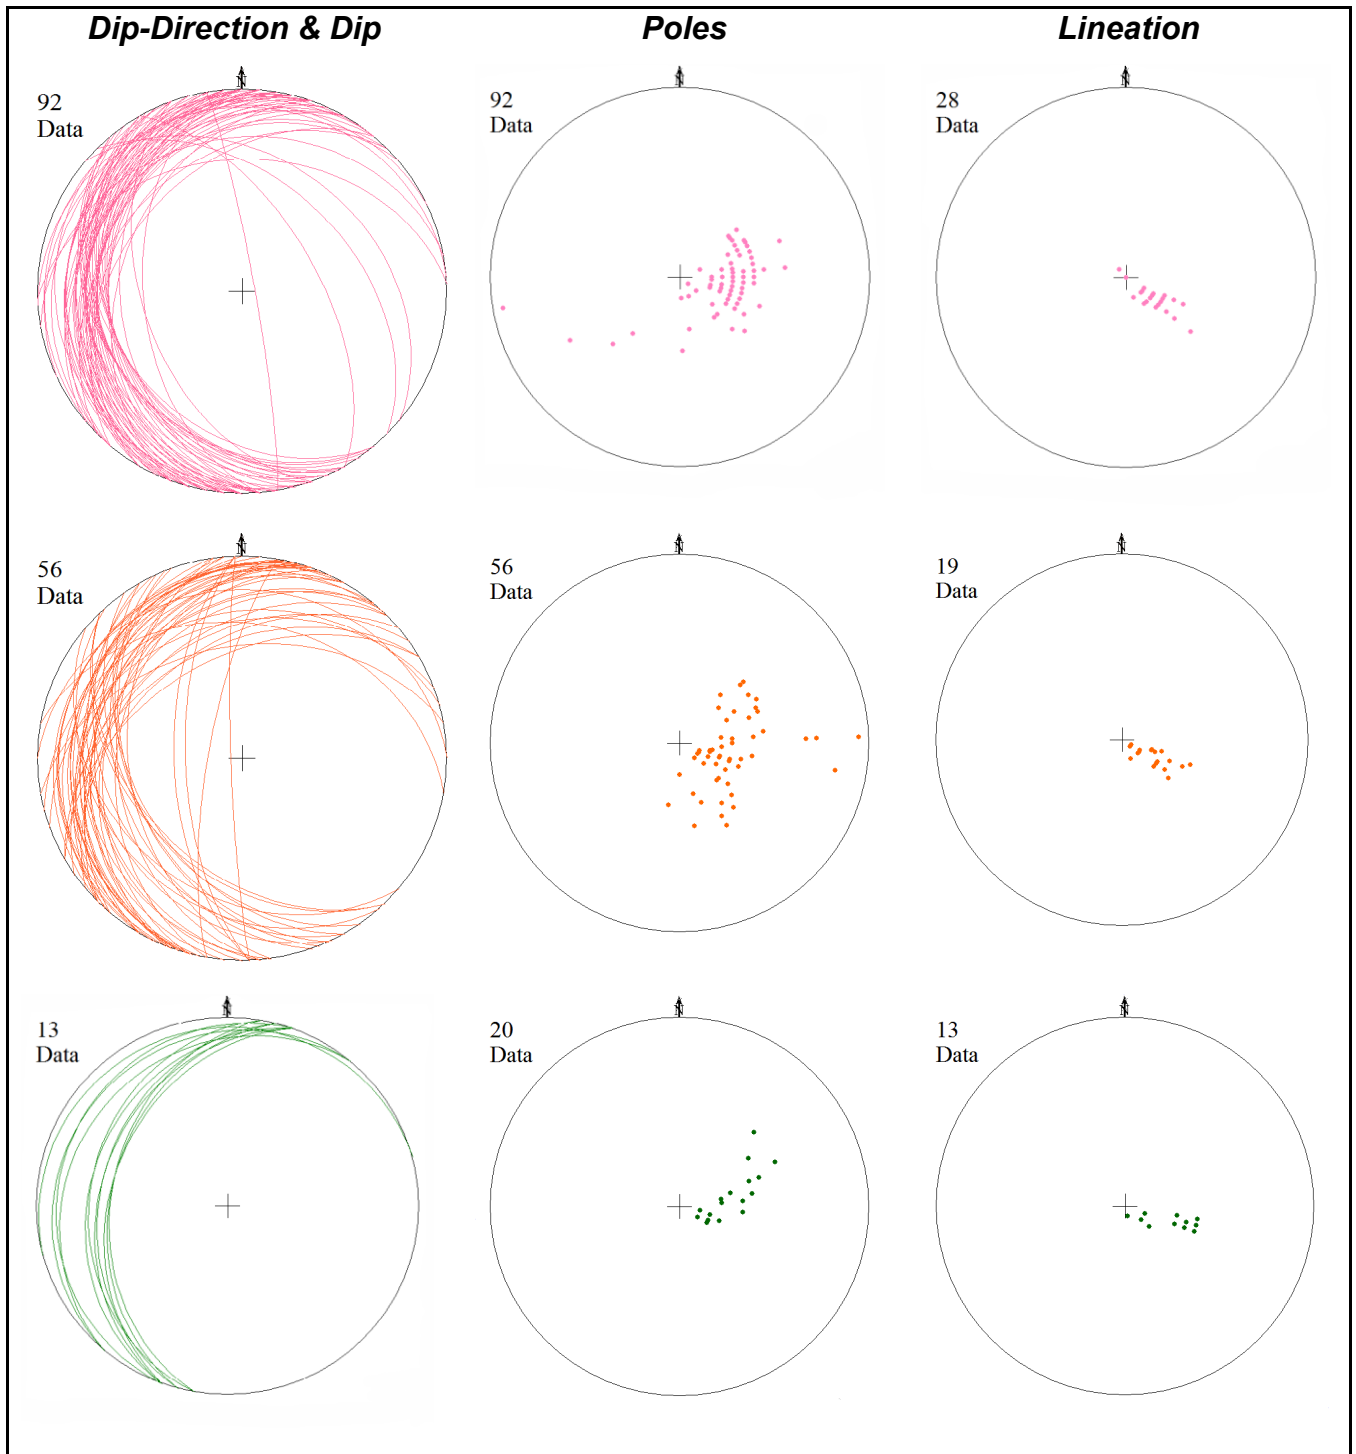 Dip-Direction & Dip
Poles
Lineation
N
92
Data
N
92
Data
N
28
Data
N
56
Data
N
56
Data
N
19
Data
N
13
Data
N
20
Data
N
13
Data